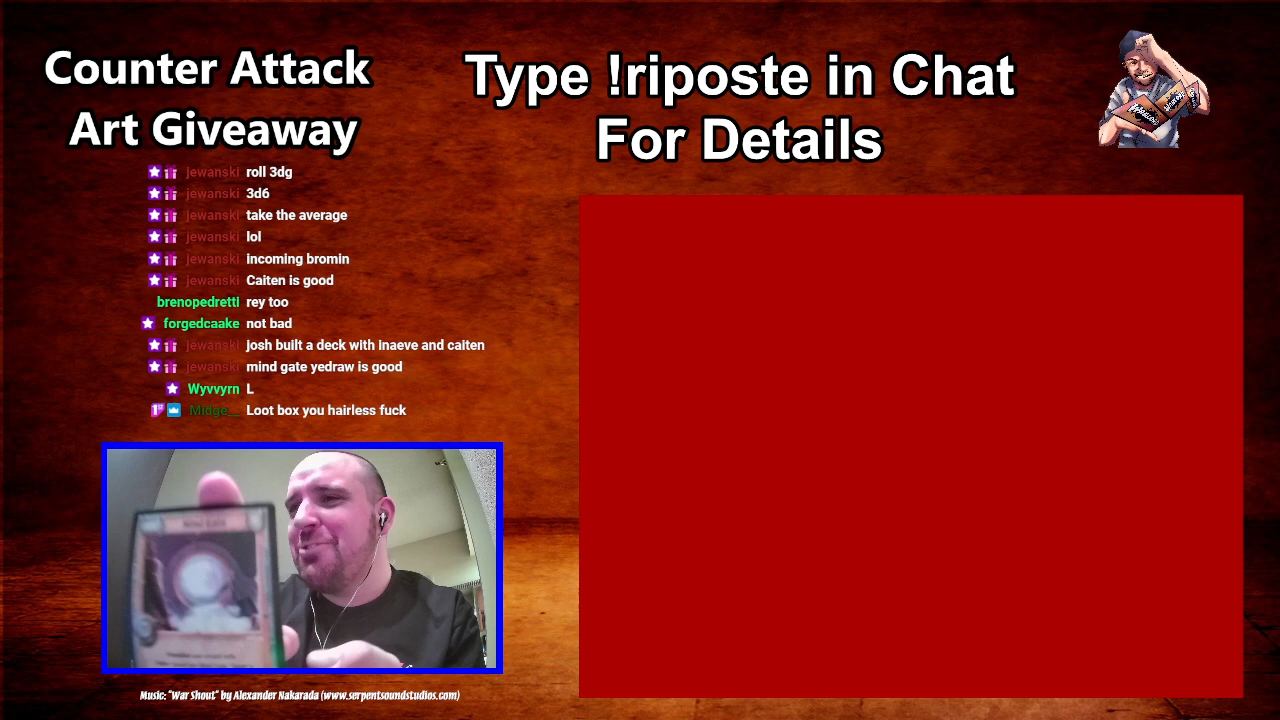 Counter Attack
Art Giveaway
Type !riposte in Chat
For Details
jewanski roll 3dg
jewanski 3d6
jewanski take the average
jewanski lol
jewanski incoming bromin
jewanski Caiten is good
brenopedretti rey too
forgedcaake not bad
jewanski josh built a deck with inaeve and caiten
jewanski mind gate yedraw is good
Wyvvyrn L
Midge__ Loot box you hairless fuck
Music: "War Shout" by Alexander Nakarada (www.serpentsoundstudios.com)